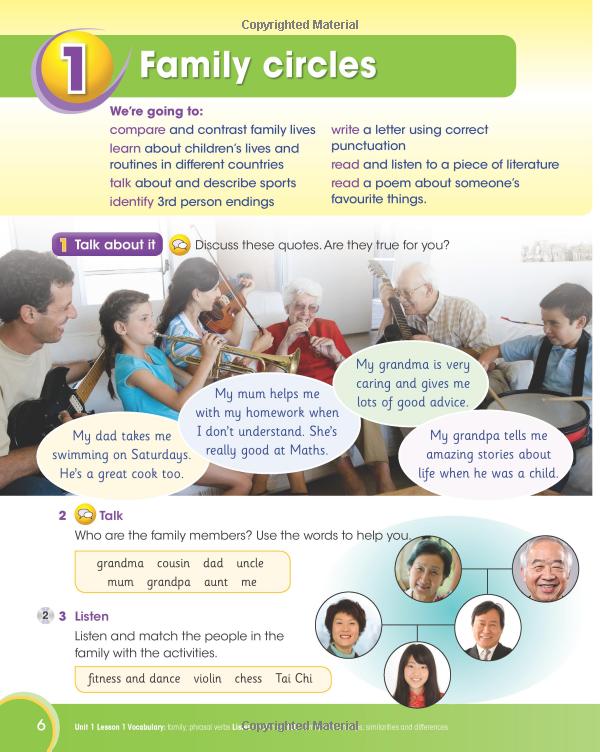 Copyrighted Material
1 Family circles
We're going to:
compare and contrast family lives
learn about children's lives and
routines in different countries
talk about and describe sports
identify 3rd person endings
write a letter using correct
punctuation
read and listen to a piece of literature
read a poem about someone's
favourite things.
1 Talk about it Discuss these quotes. Are they true for you?
My grandma is very
caring and gives me
lots of good advice.
My mum helps me
with my homework when
I don't understand. She's
really good at Maths.
My dad takes me
swimming on Saturdays.
He's a great cook too.
My grandpa tells me
amazing stories about
life when he was a child.
2 Talk
Who are the family members? Use the words to help you.
grandma cousin dad uncle
mum grandpa aunt me
2 3 Listen
Listen and match the people in the
family with the activities.
fitness and dance violin chess Tai Chi
6 Unit 1 Lesson 1 Vocabulary: family; phrasal verbs similarities and differences
Copyrighted Material